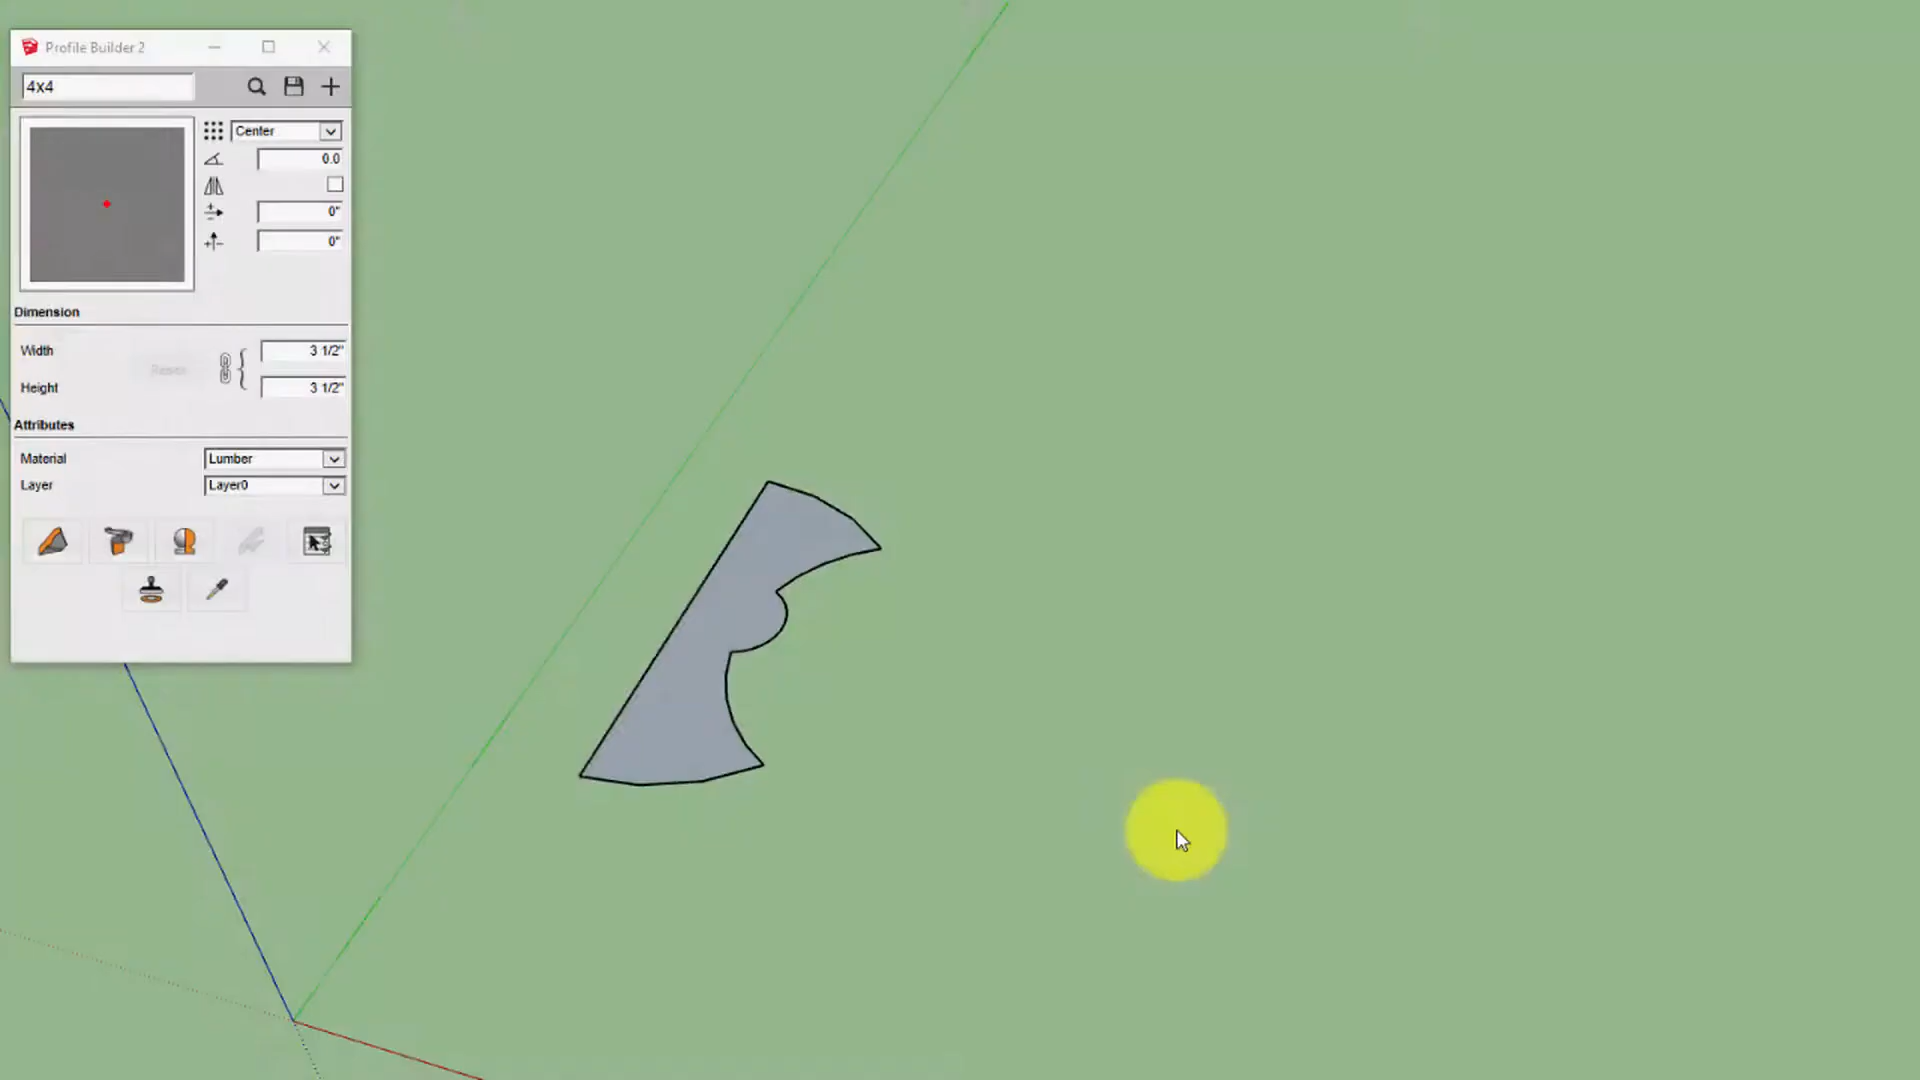 Profile Builder 2
4x4
Center
0.0
0"
0"
Dimension
Width
3 1/2"
Reset
Height
3 1/2"
Attributes
Material
Lumber
Layer
Layer0